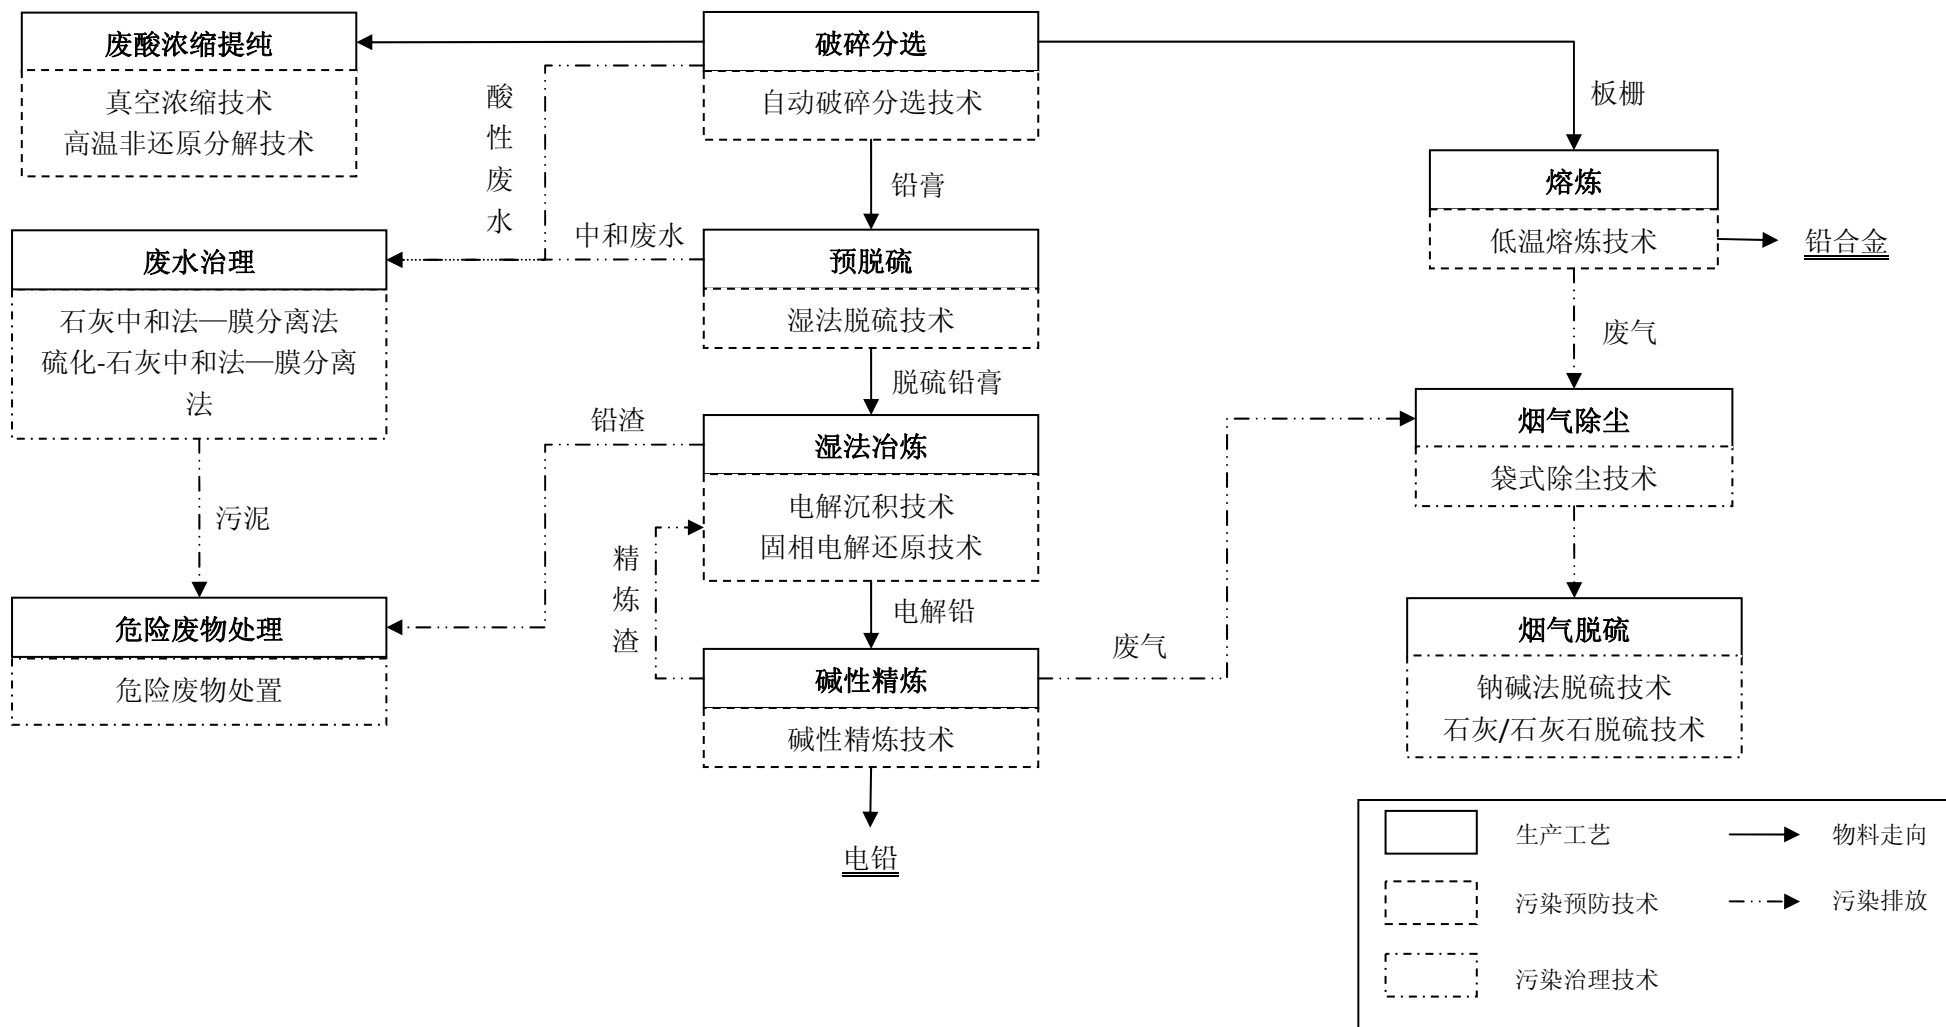 废酸浓缩提纯
真空浓缩技术
高温非还原分解技术
破碎分选
自动破碎分选技术
板栅
酸
性
废
水
铅膏
熔炼
低温熔炼技术
铅合金
中和废水
废水治理
石灰中和法—膜分离法
硫化-石灰中和法—膜分离
法
预脱硫
湿法脱硫技术
废气
脱硫铅膏
铅渣
湿法冶炼
电解沉积技术
固相电解还原技术
烟气除尘
袋式除尘技术
污泥
精
炼
渣
电解铅
危险废物处理
危险废物处置
碱性精炼
碱性精炼技术
废气
烟气脱硫
钠碱法脱硫技术
石灰/石灰石脱硫技术
电铅
生产工艺
物料走向
污染预防技术
污染排放
污染治理技术